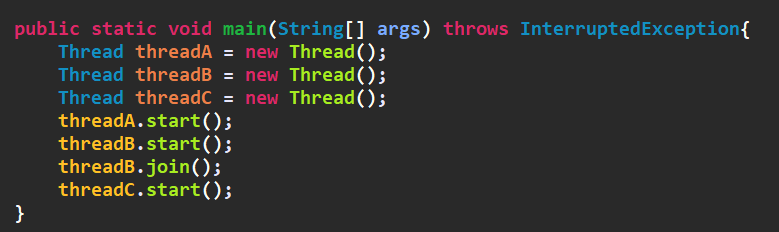 public static void main(String[] args) throws InterruptedException{
    Thread threadA = new Thread();
    Thread threadB = new Thread();
    Thread threadC = new Thread();
    threadA.start();
    threadB.start();
    threadB.join();
    threadC.start();
}